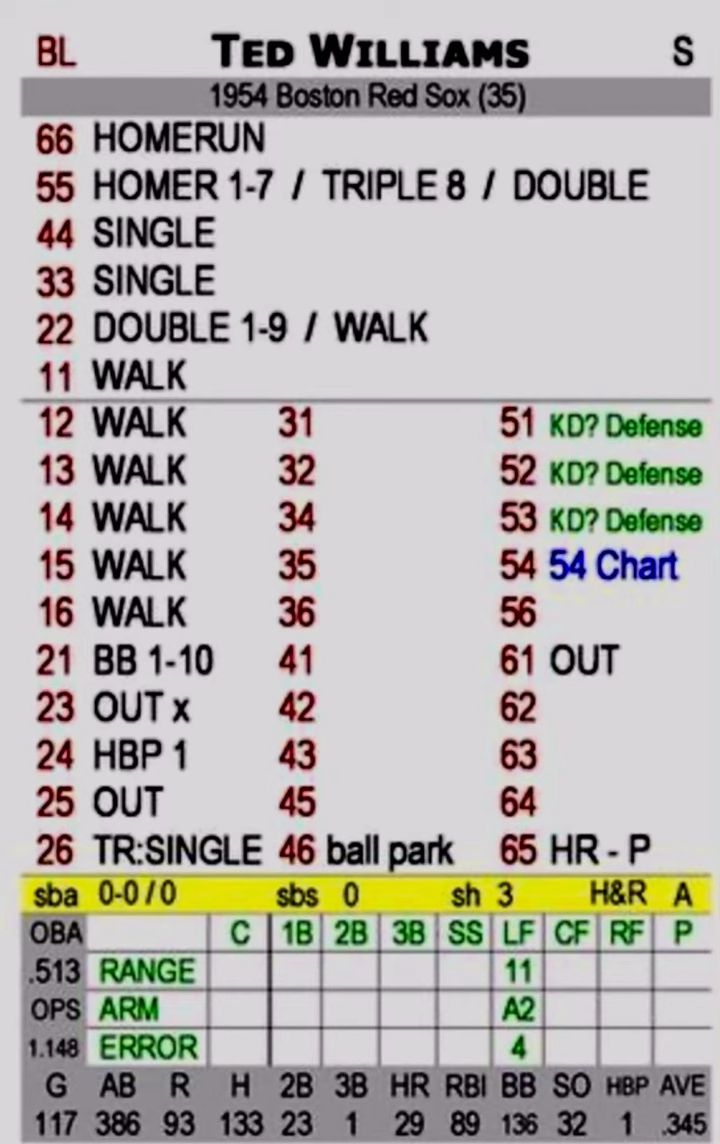 BL TED WILLIAMS S
1954 Boston Red Sox (35)
66 HOMERUN
55 HOMER 1-7 / TRIPLE 8 / DOUBLE
44 SINGLE
33 SINGLE
22 DOUBLE 1-9 / WALK
11 WALK
12 WALK 31 51 KD? Defense
13 WALK 32 52 KD? Defense
14 WALK 34 53 KD? Defense
15 WALK 35 54 54 Chart
16 WALK 36 56
21 BB 1-10 41 61 OUT
23 OUT x 42 62
24 HBP 1 43 63
25 OUT 45 64
26 TR:SINGLE 46 ball park 65 HR - P
sba 0-0 / 0 sbs 0 sh 3 H&R A
OBA C 1B 2B 3B SS LF CF RF P
.513 RANGE 11
OPS ARM A2
1.148 ERROR 4
G AB R H 2B 3B HR RBI BB SO HBP AVE
117 386 93 133 23 1 29 89 136 32 1 .345